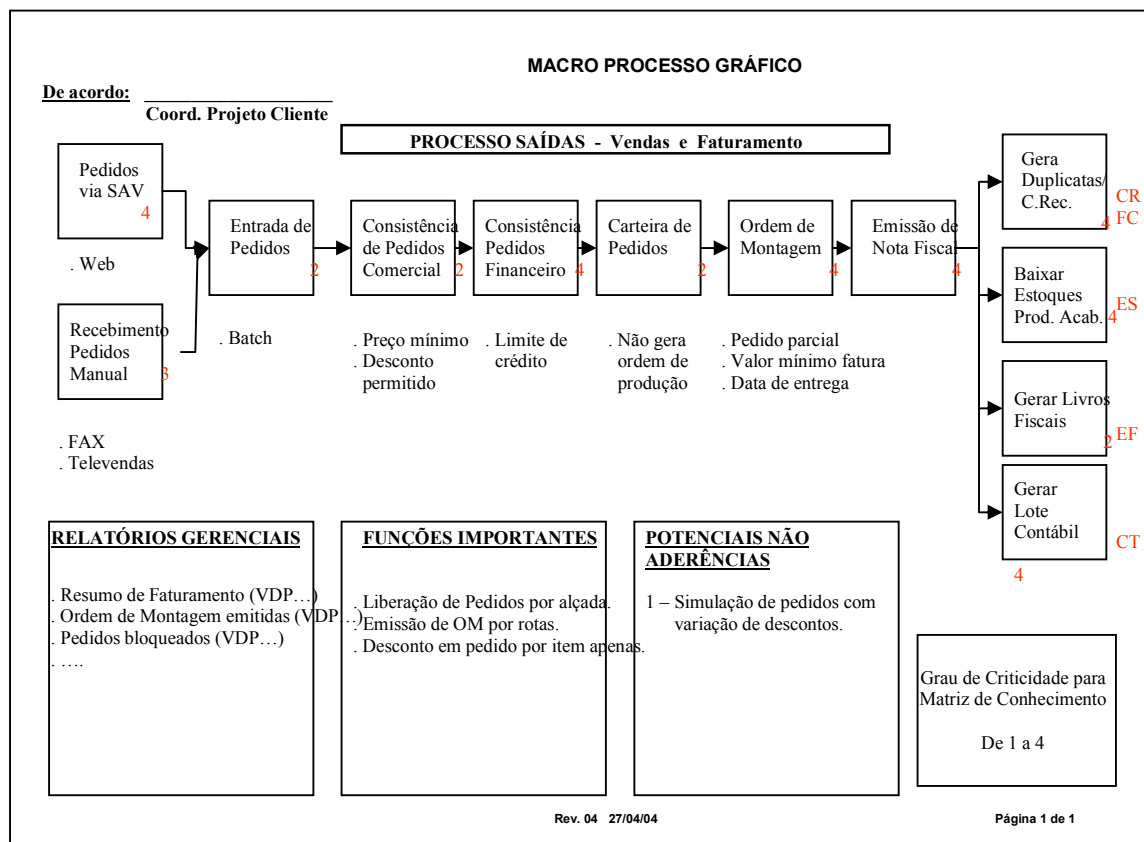 MACRO PROCESSO GRÁFICO
De acordo: ____________________
Coord. Projeto Cliente
PROCESSO SAÍDAS - Vendas e Faturamento
Pedidos
via SAV
4
. Web
Recebimento
Pedidos
Manual
3
. FAX
. Televendas
Entrada de
Pedidos
2
. Batch
Consistência
de Pedidos
Comercial
2
. Preço mínimo
. Desconto
permitido
Consistência
Pedidos
Financeiro
4
. Limite de
crédito
Carteira de
Pedidos
2
. Não gera
ordem de
produção
Ordem de
Montagem
4
. Pedido parcial
. Valor mínimo fatura
. Data de entrega
Emissão de
Nota Fiscal
4
Gera
Duplicatas/
C.Rec.
4
CR
FC
Baixar
Estoques
Prod. Acab.
4
ES
Gerar Livros
Fiscais
2
EF
Gerar
Lote
Contábil
4
CT
RELATÓRIOS GERENCIAIS
. Resumo de Faturamento (VDP…)
. Ordem de Montagem emitidas (VDP…)
. Pedidos bloqueados (VDP…)
. ….
FUNÇÕES IMPORTANTES
. Liberação de Pedidos por alçada.
. Emissão de OM por rotas.
. Desconto em pedido por item apenas.
POTENCIAIS NÃO
ADERÊNCIAS
1 – Simulação de pedidos com
variação de descontos.
Grau de Criticidade para
Matriz de Conhecimento
De 1 a 4
Rev. 04 27/04/04
Página 1 de 1